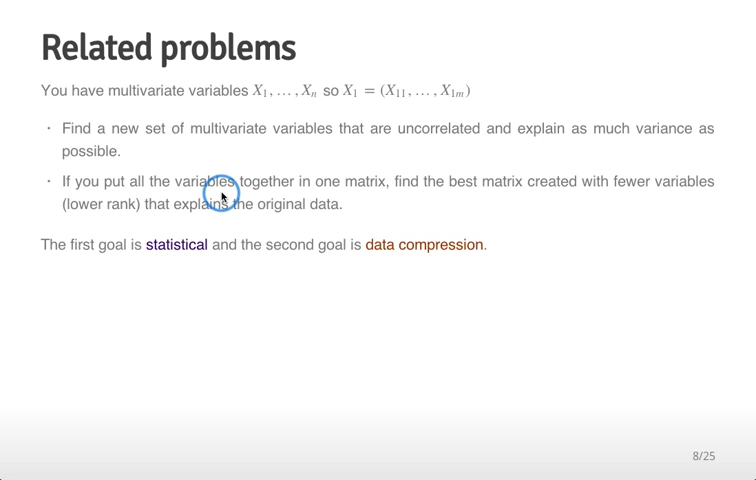 Related problems
You have multivariate variables X₁, … , Xₙ so X₁ = (X₁₁, … , X₁ₘ)
· Find a new set of multivariate variables that are uncorrelated and explain as much variance as
possible.
· If you put all the variables together in one matrix, find the best matrix created with fewer variables
(lower rank) that explains the original data.
The first goal is statistical and the second goal is data compression.
8/25